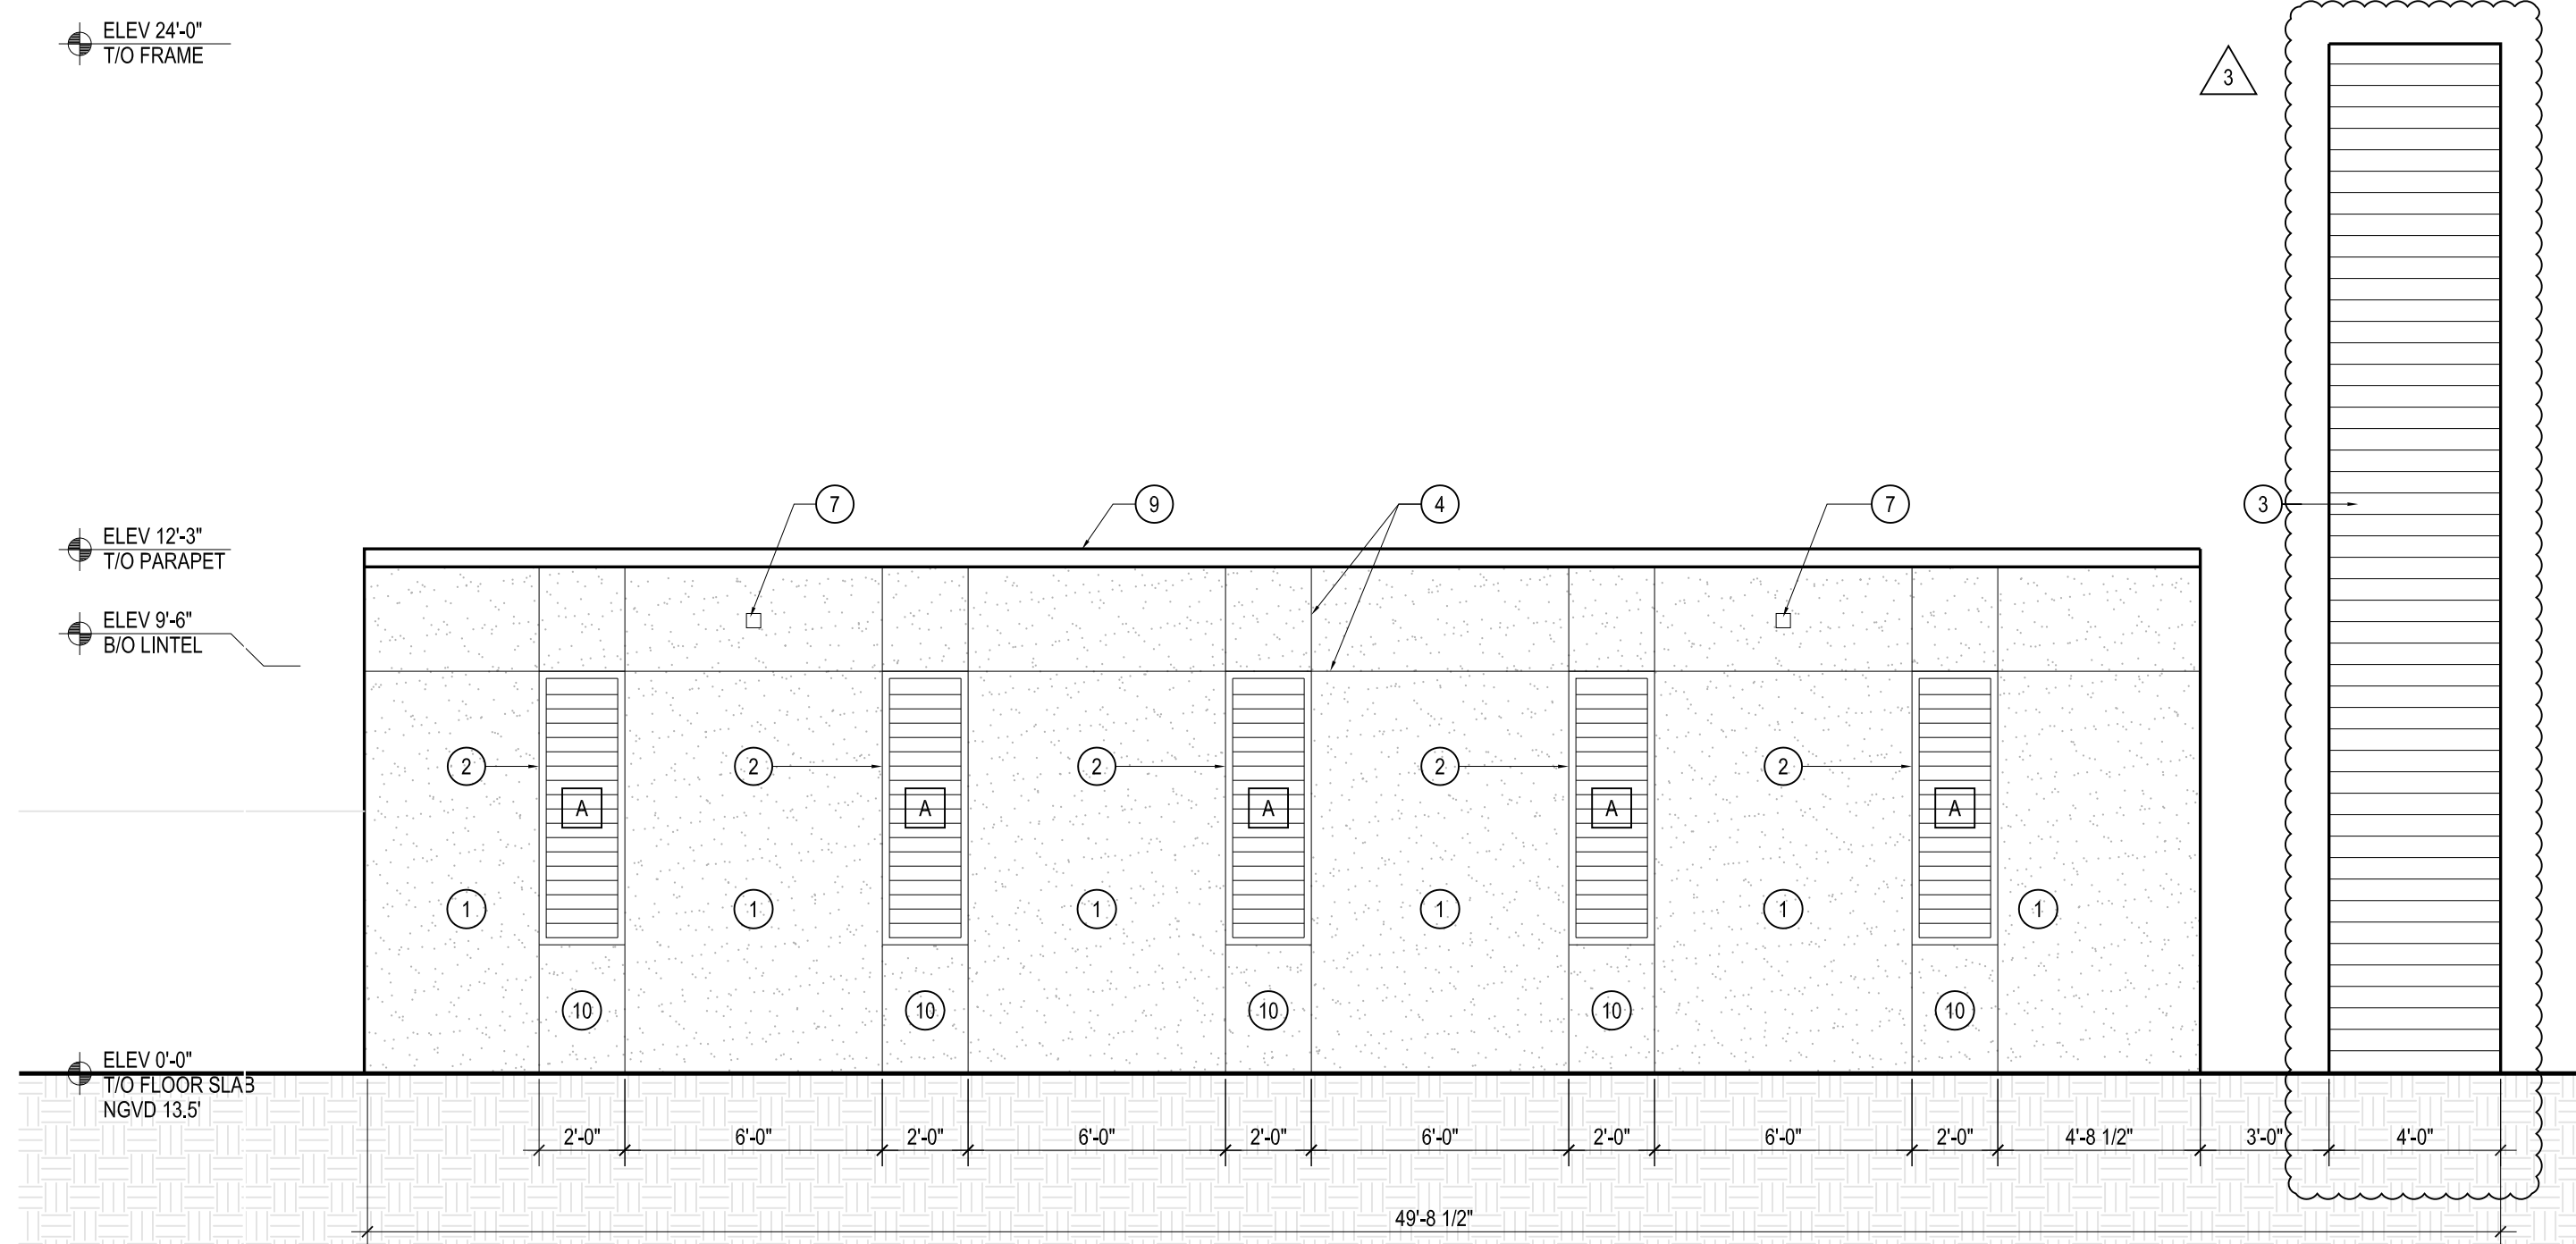 ELEV 24'-0"
T/O FRAME
3
7
9
4
7
3
ELEV 12'-3"
T/O PARAPET
ELEV 9'-6"
B/O LINTEL
2
2
2
2
2
A
A
A
A
A
1
1
1
1
1
1
10
10
10
10
10
ELEV 0'-0"
T/O FLOOR SLAB
NGVD 13.5'
2'-0"
6'-0"
2'-0"
6'-0"
2'-0"
6'-0"
2'-0"
6'-0"
2'-0"
4'-8 1/2"
3'-0"
4'-0"
49'-8 1/2"